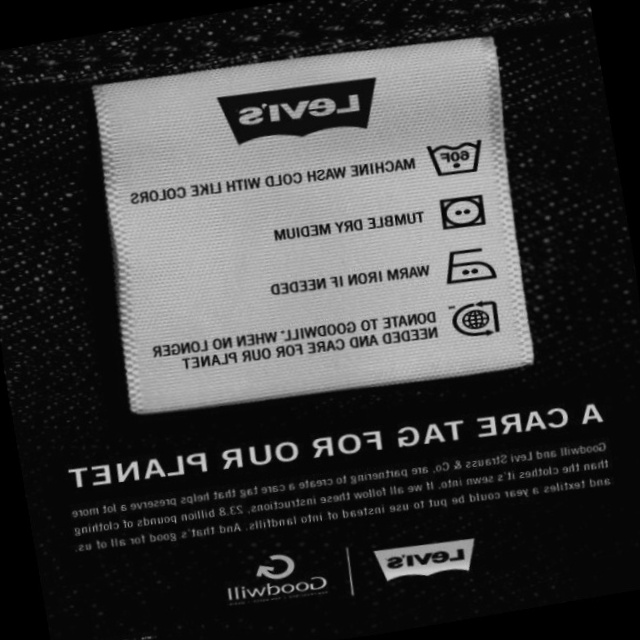 LEVI'S
60F
MACHINE WASH COLD WITH LIKE COLORS
TUMBLE DRY MEDIUM
WARM IRON IF NEEDED
DONATE TO GOODWILL™ WHEN NO LONGER
NEEDED AND CARE FOR OUR PLANET
A CARE TAG FOR OUR PLANET
Goodwill and Levi Strauss & Co. are partnering to create a care tag that helps preserve a lot more
than the clothes it's sewn into. If we all follow these instructions, 23.8 billion pounds of clothing
and textiles a year could be put to use instead of into landfills. And that's good for all of us.
LEVI'S
Goodwill